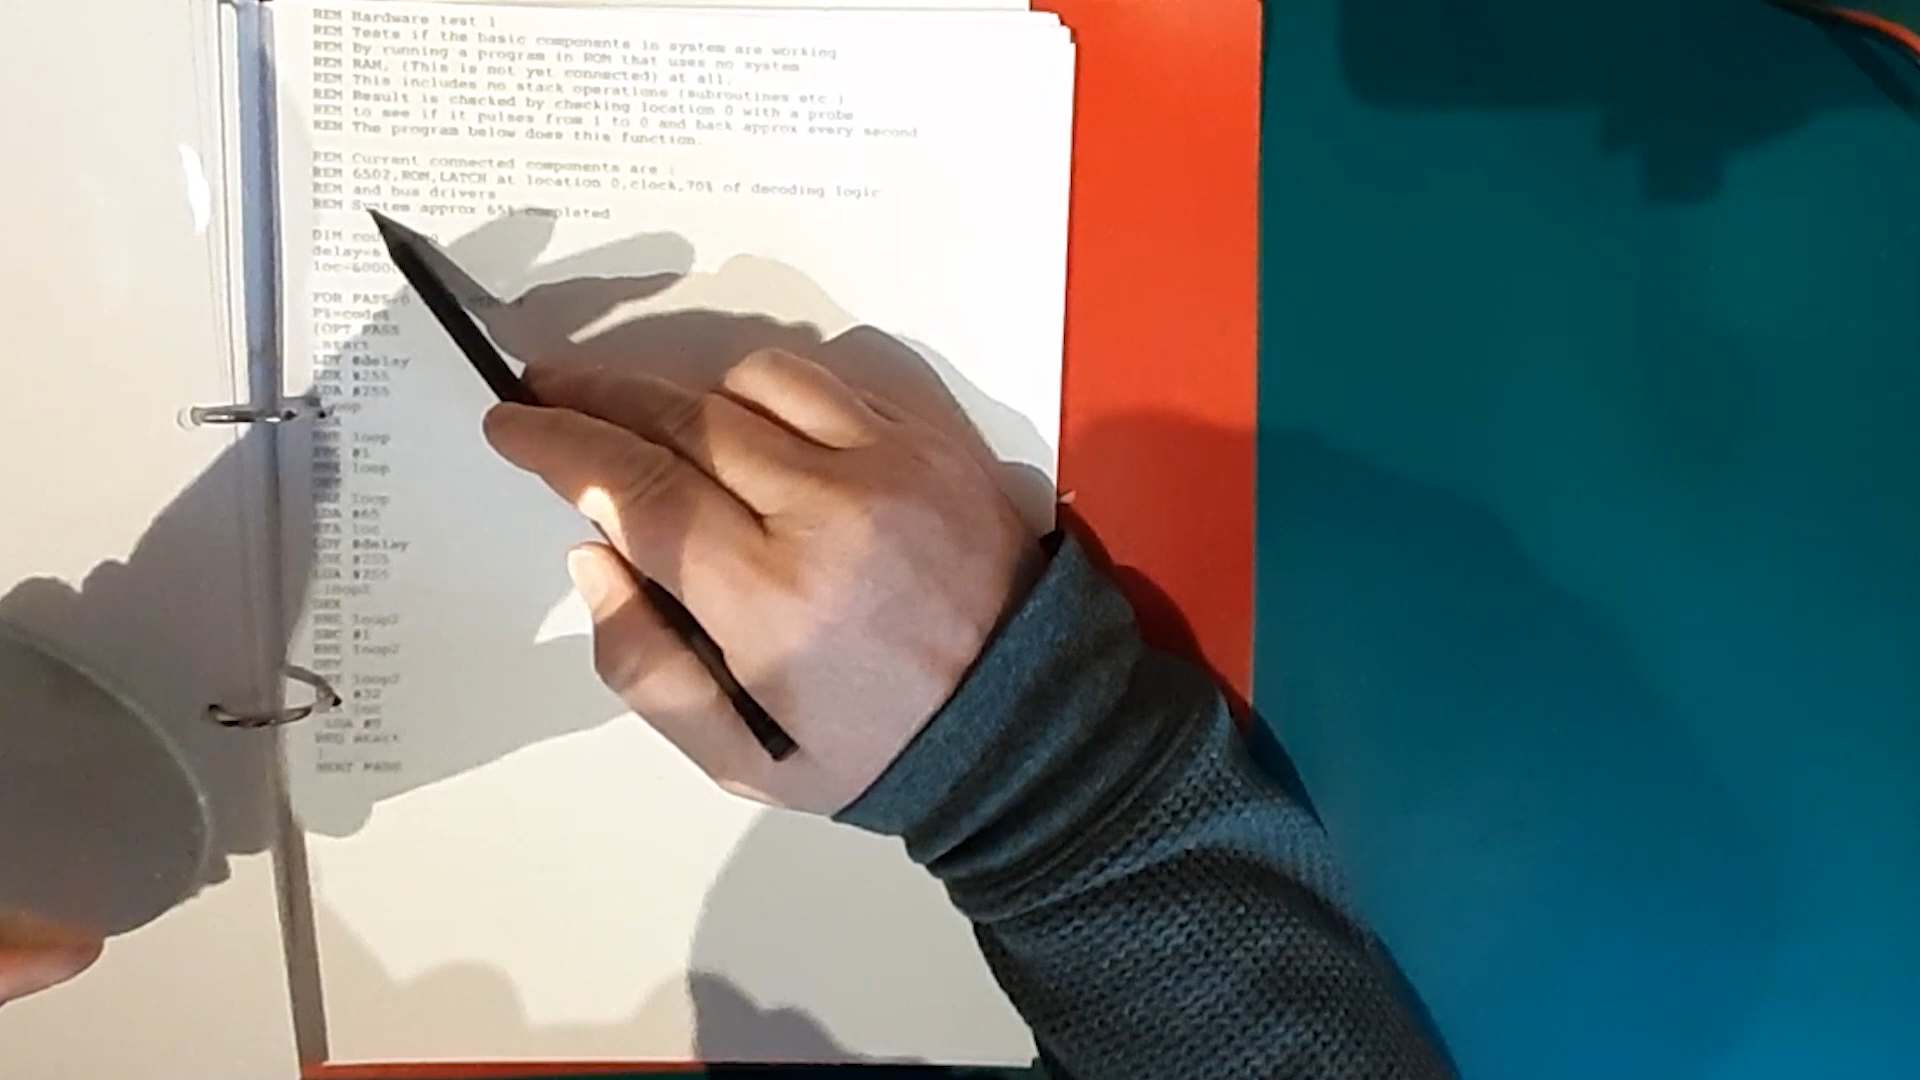 REM Hardware test 1
REM Tests if the basic components in system are working
REM by running a program in ROM that uses no system
REM RAM, (This is not yet connected) at all.
REM This includes no stack operations (subroutines etc.)
REM Result is checked by checking location 0 with a probe
REM to see if it pulses from 1 to 0 and back approx every second
REM The program below does this function.
REM Current connected components are :
REM 6502,ROM,LATCH at location 0,clock,70% of decoding logic
REM and bus drivers
REM System approx 65% completed
DIM
delay=
loc=&000
FOR PASS=0
P%=code%
[OPT PASS
.start
LDY #delay
LDX #255
LDA #255
loop
BNE loop
SBC #1
BNE loop
DEY
BNE loop
LDA #65
STA loc
LDY #delay
LDX #255
LDA #255
.loop2
DEX
BNE loop2
SBC #1
BNE loop2
DEY
loop2
#32
loc
LDA #0
BEQ start
]
NEXT PASS